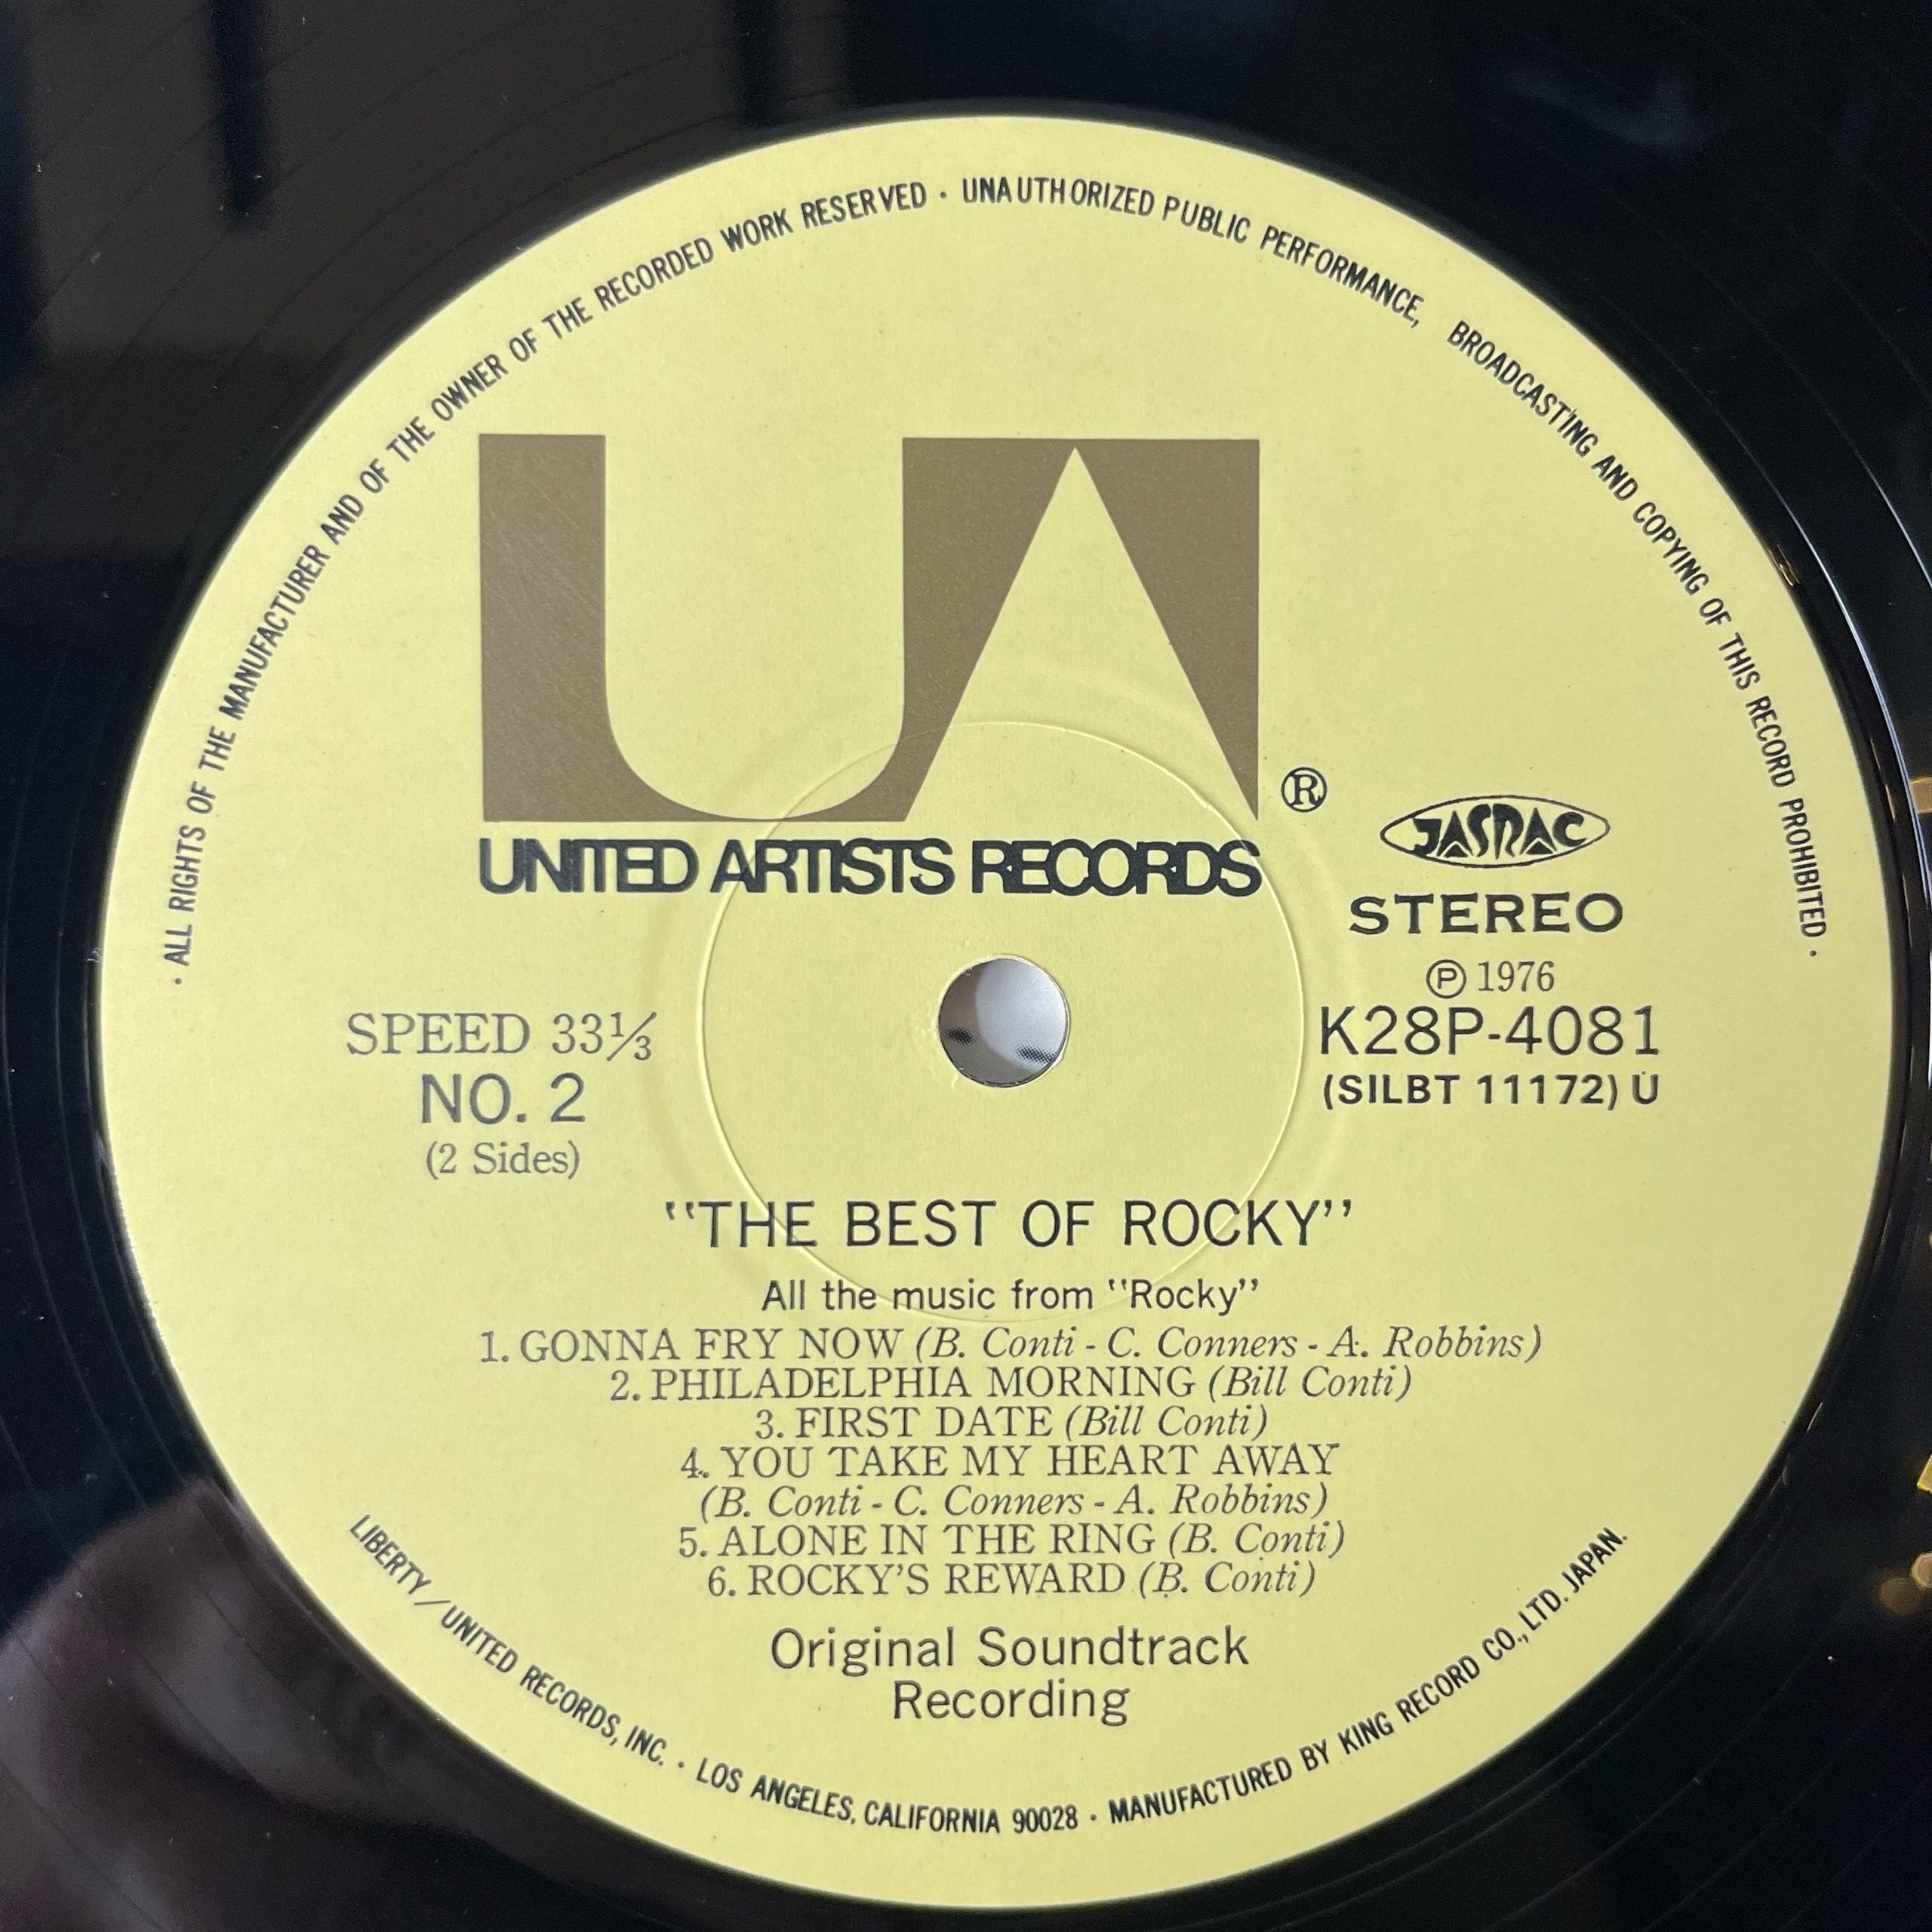 · ALL RIGHTS OF THE MANUFACTURER AND OF THE OWNER OF THE RECORDED WORK RESERVED · UNAUTHORIZED PUBLIC PERFORMANCE, BROADCASTING AND COPYING OF THIS RECORD PROHIBITED ·
UA
®
UNITED ARTISTS RECORDS
JASRAC
STEREO
Ⓟ 1976
K28P-4081
(SILBT 11172) U
SPEED 33⅓
NO. 2
(2 Sides)
"THE BEST OF ROCKY"
All the music from "Rocky"
1. GONNA FRY NOW (B. Conti - C. Conners - A. Robbins)
2. PHILADELPHIA MORNING (Bill Conti)
3. FIRST DATE (Bill Conti)
4. YOU TAKE MY HEART AWAY
(B. Conti - C. Conners - A. Robbins)
5. ALONE IN THE RING (B. Conti)
6. ROCKY'S REWARD (B. Conti)
Original Soundtrack
Recording
LIBERTY / UNITED RECORDS, INC. · LOS ANGELES, CALIFORNIA 90028 · MANUFACTURED BY KING RECORD CO., LTD. JAPAN.